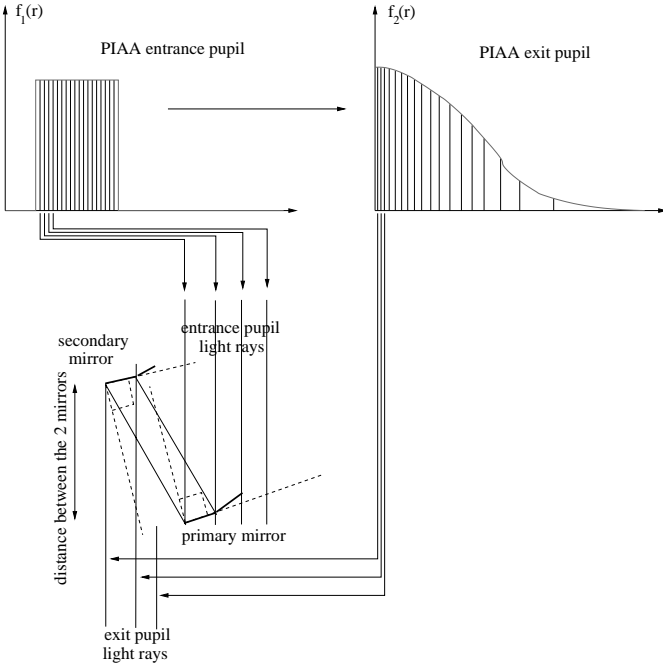 f1(r)
PIAA entrance pupil
f2(r)
PIAA exit pupil
entrance pupil
light rays
secondary
mirror
distance between the 2 mirrors
primary mirror
exit pupil
light rays